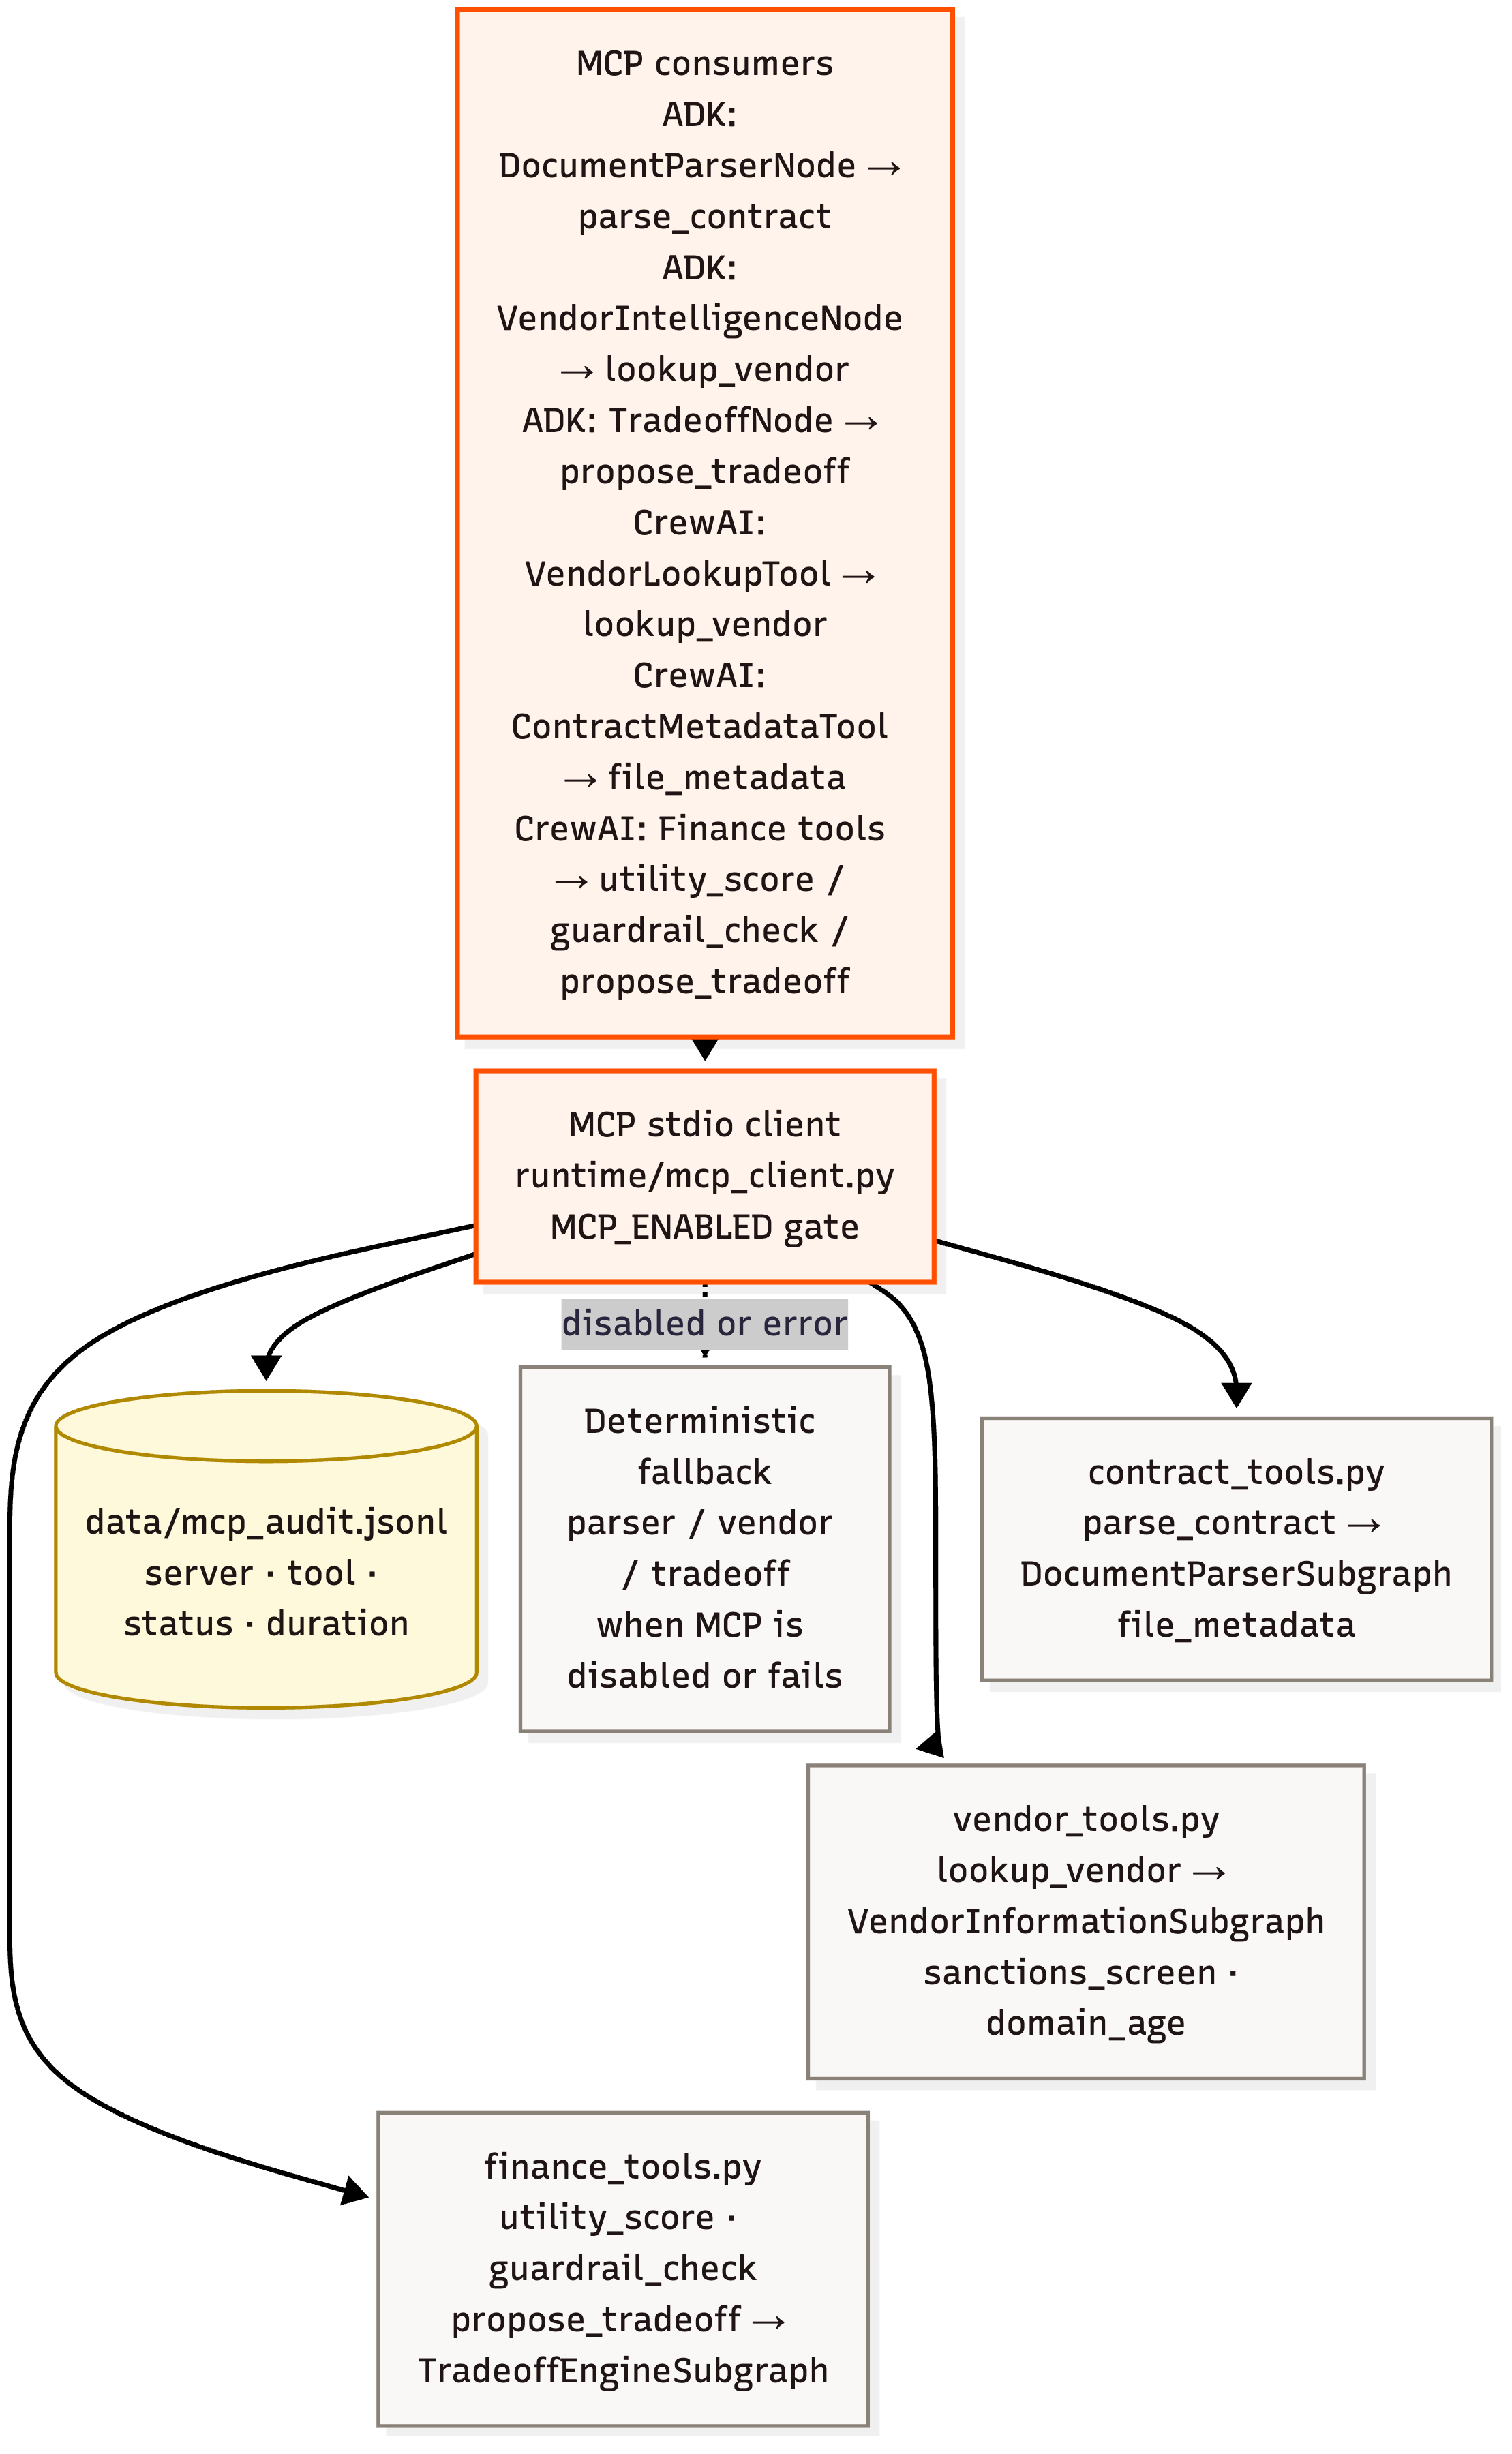 MCP consumers
ADK:
DocumentParserNode →
parse_contract
ADK:
VendorIntelligenceNode
→ lookup_vendor
ADK: TradeoffNode →
propose_tradeoff
CrewAI:
VendorLookupTool →
lookup_vendor
CrewAI:
ContractMetadataTool
→ file_metadata
CrewAI: Finance tools
→ utility_score /
guardrail_check /
propose_tradeoff
MCP stdio client
runtime/mcp_client.py
MCP_ENABLED gate
disabled or error
data/mcp_audit.jsonl
server · tool ·
status · duration
Deterministic
fallback
parser / vendor
/ tradeoff
when MCP is
disabled or fails
contract_tools.py
parse_contract →
DocumentParserSubgraph
file_metadata
vendor_tools.py
lookup_vendor →
VendorInformationSubgraph
sanctions_screen ·
domain_age
finance_tools.py
utility_score ·
guardrail_check
propose_tradeoff →
TradeoffEngineSubgraph